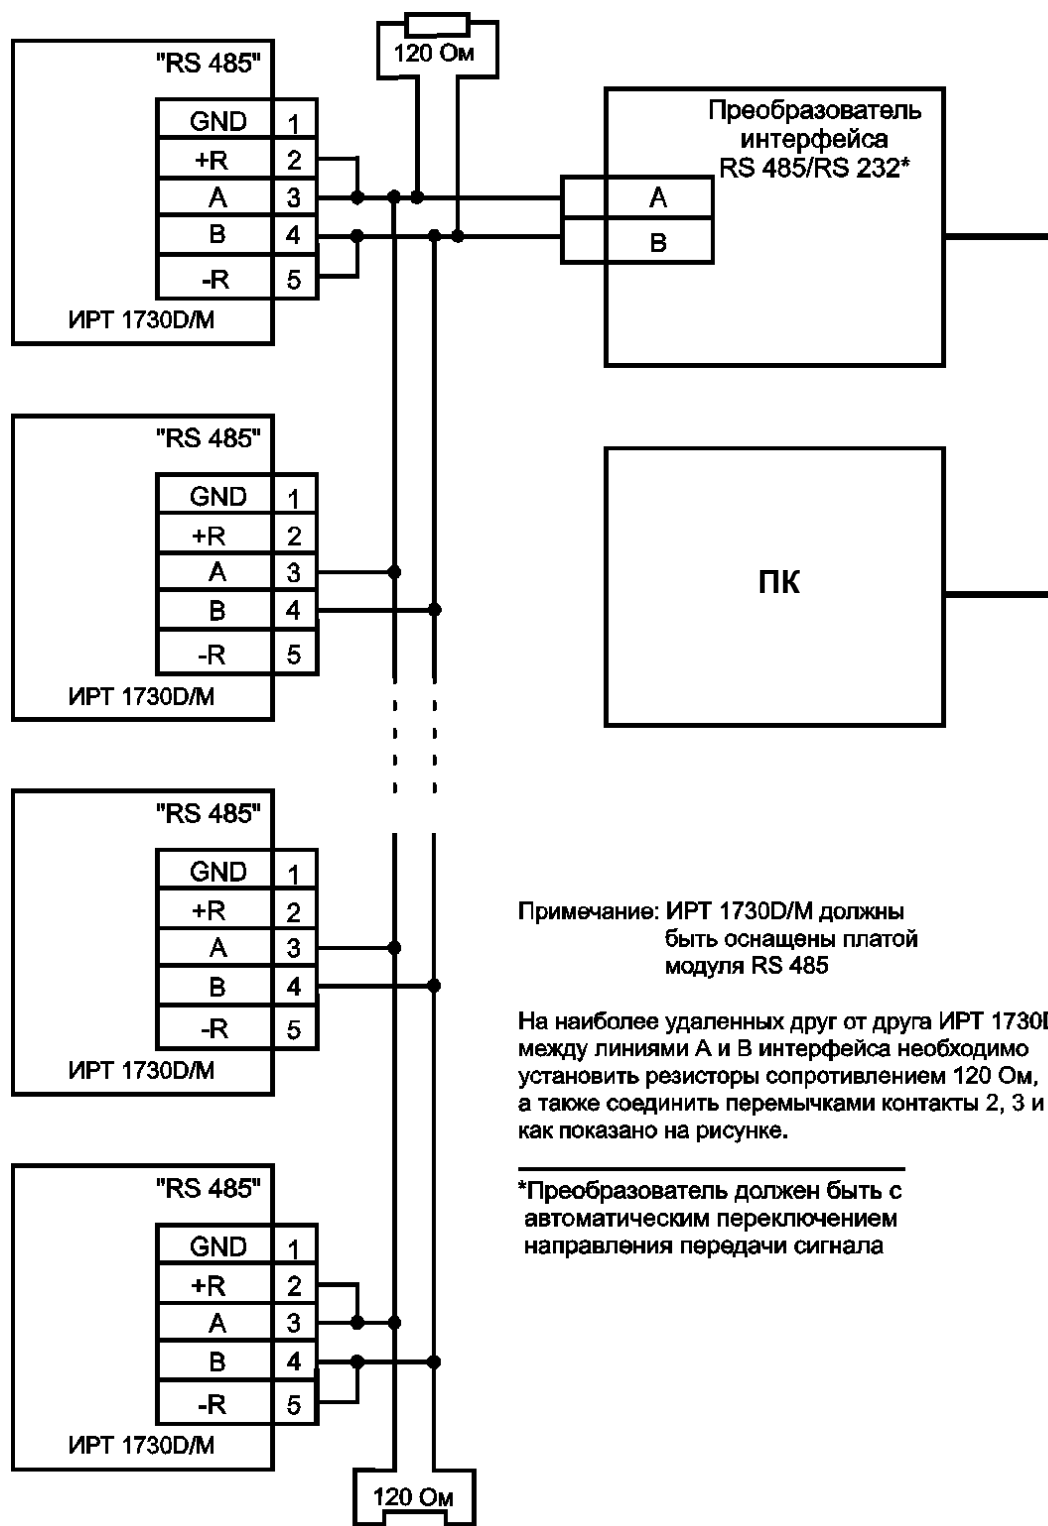 "RS 485"
GND 1
+R 2
A 3
B 4
-R 5
ИРТ 1730D/М
120 Ом
Преобразователь
интерфейса
RS 485/RS 232*
A
B
"RS 485"
GND 1
+R 2
A 3
B 4
-R 5
ИРТ 1730D/М
ПК
"RS 485"
GND 1
+R 2
A 3
B 4
-R 5
ИРТ 1730D/М
Примечание: ИРТ 1730D/М должны
быть оснащены платой
модуля RS 485
На наиболее удаленных друг от друга ИРТ 1730D
между линиями А и В интерфейса необходимо
установить резисторы сопротивлением 120 Ом,
а также соединить перемычками контакты 2, 3 и
как показано на рисунке.
*Преобразователь должен быть с
автоматическим переключением
направления передачи сигнала
"RS 485"
GND 1
+R 2
A 3
B 4
-R 5
ИРТ 1730D/М
120 Ом